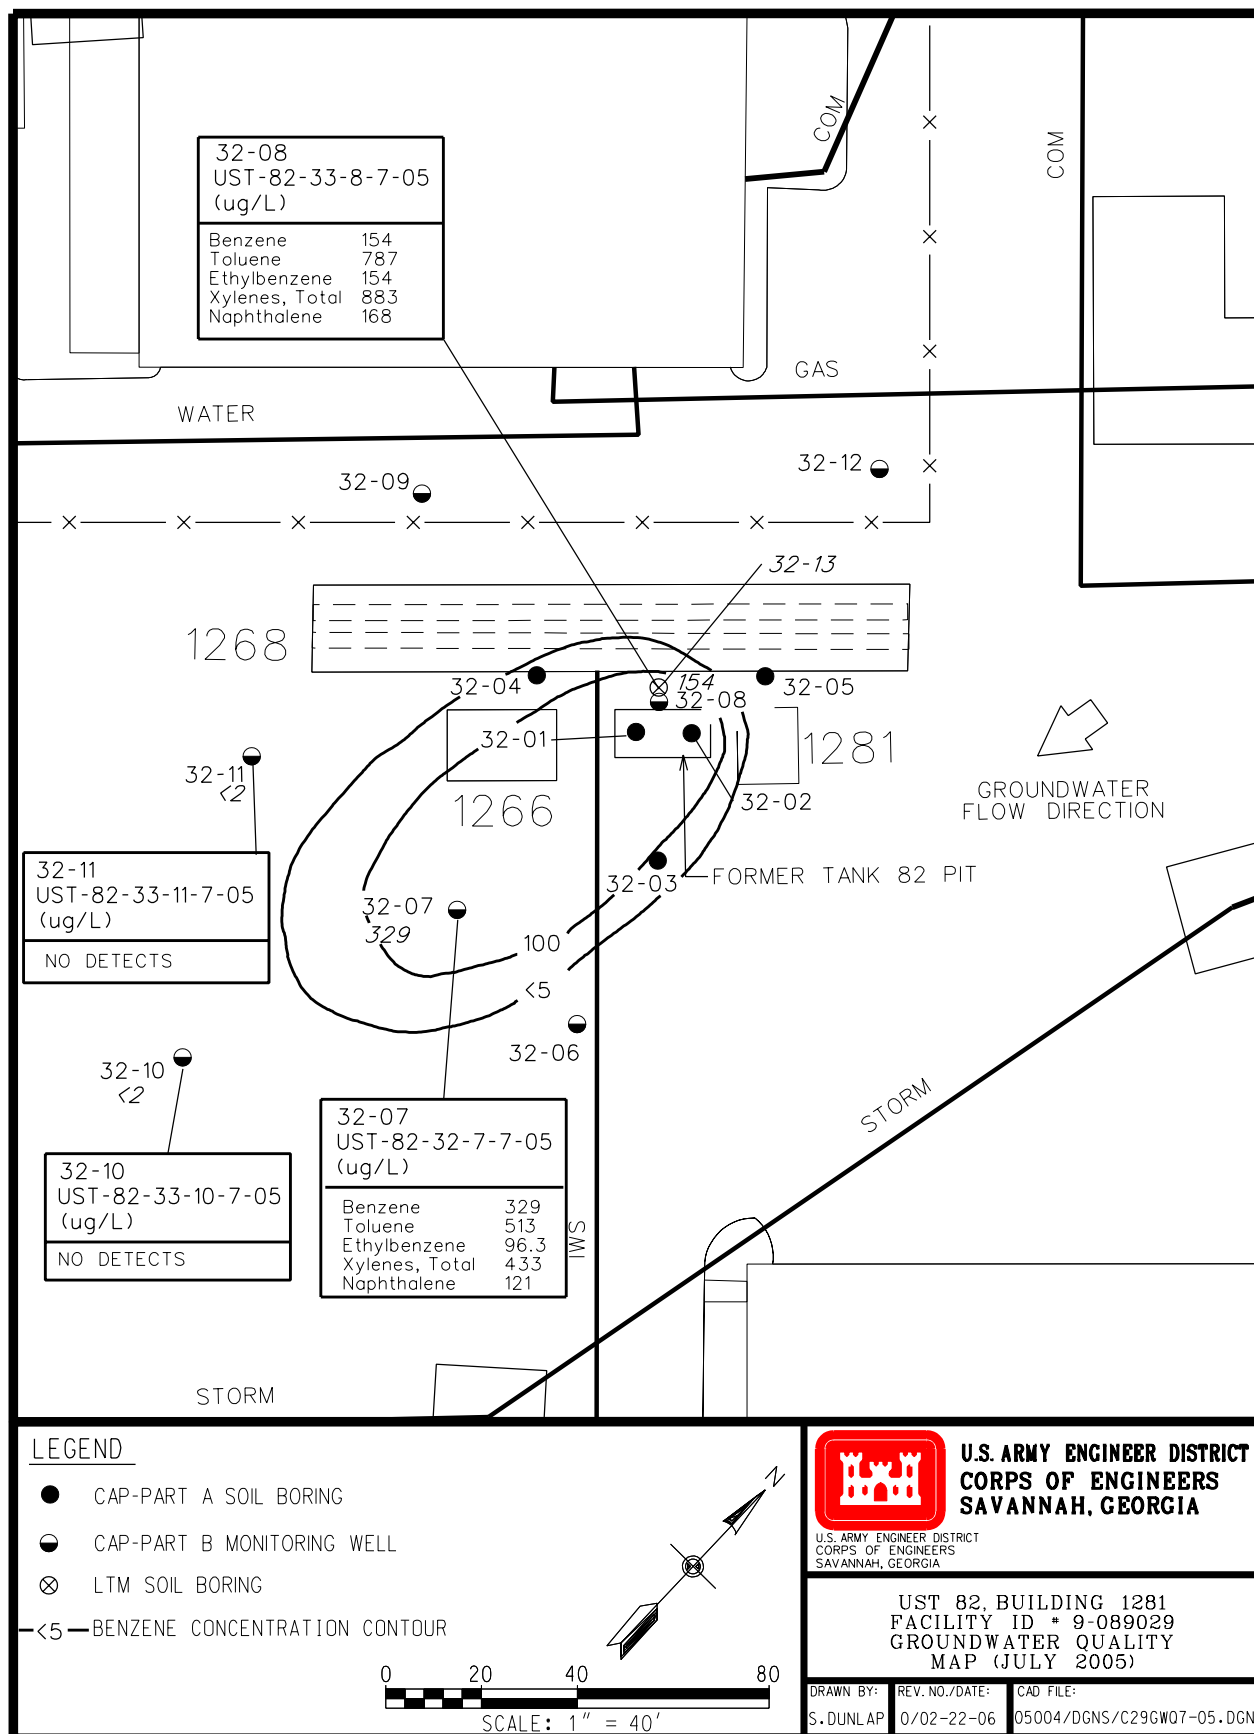 32-08
UST-82-33-8-7-05
(ug/L)
Benzene 154
Toluene 787
Ethylbenzene 154
Xylenes, Total 883
Naphthalene 168
COM
COM
GAS
WATER
32-09
32-12
32-13
1268
32-04
154
32-05
32-08
32-01
1281
32-11
<2
1266
32-02
GROUNDWATER
FLOW DIRECTION
32-11
UST-82-33-11-7-05
(ug/L)
NO DETECTS
32-03
FORMER TANK 82 PIT
32-07
329
100
<5
32-06
32-10
<2
STORM
32-07
UST-82-32-7-7-05
(ug/L)
Benzene 329
Toluene 513
Ethylbenzene 96.3
Xylenes, Total 433
Naphthalene 121
IWS
32-10
UST-82-33-10-7-05
(ug/L)
NO DETECTS
STORM
LEGEND
CAP-PART A SOIL BORING
CAP-PART B MONITORING WELL
LTM SOIL BORING
<5 BENZENE CONCENTRATION CONTOUR
N
0 20 40 80
SCALE: 1" = 40'
U.S. ARMY ENGINEER DISTRICT
CORPS OF ENGINEERS
SAVANNAH, GEORGIA
U.S. ARMY ENGINEER DISTRICT
CORPS OF ENGINEERS
SAVANNAH, GEORGIA
UST 82, BUILDING 1281
FACILITY ID # 9-089029
GROUNDWATER QUALITY
MAP (JULY 2005)
DRAWN BY:
S.DUNLAP
REV. NO./DATE:
0/02-22-06
CAD FILE:
05004/DGNS/C29GW07-05.DGN